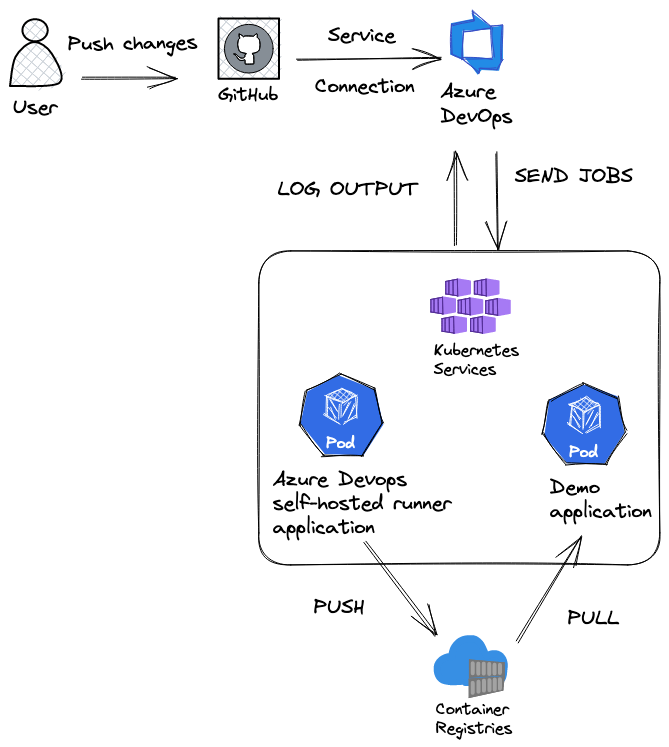 Push changes
User
GitHub
Service
Connection
Azure
DevOps
LOG OUTPUT
SEND JOBS
Kubernetes
Services
Pod
Azure Devops
self-hosted runner
application
Pod
Demo
application
PUSH
PULL
Container
Registries